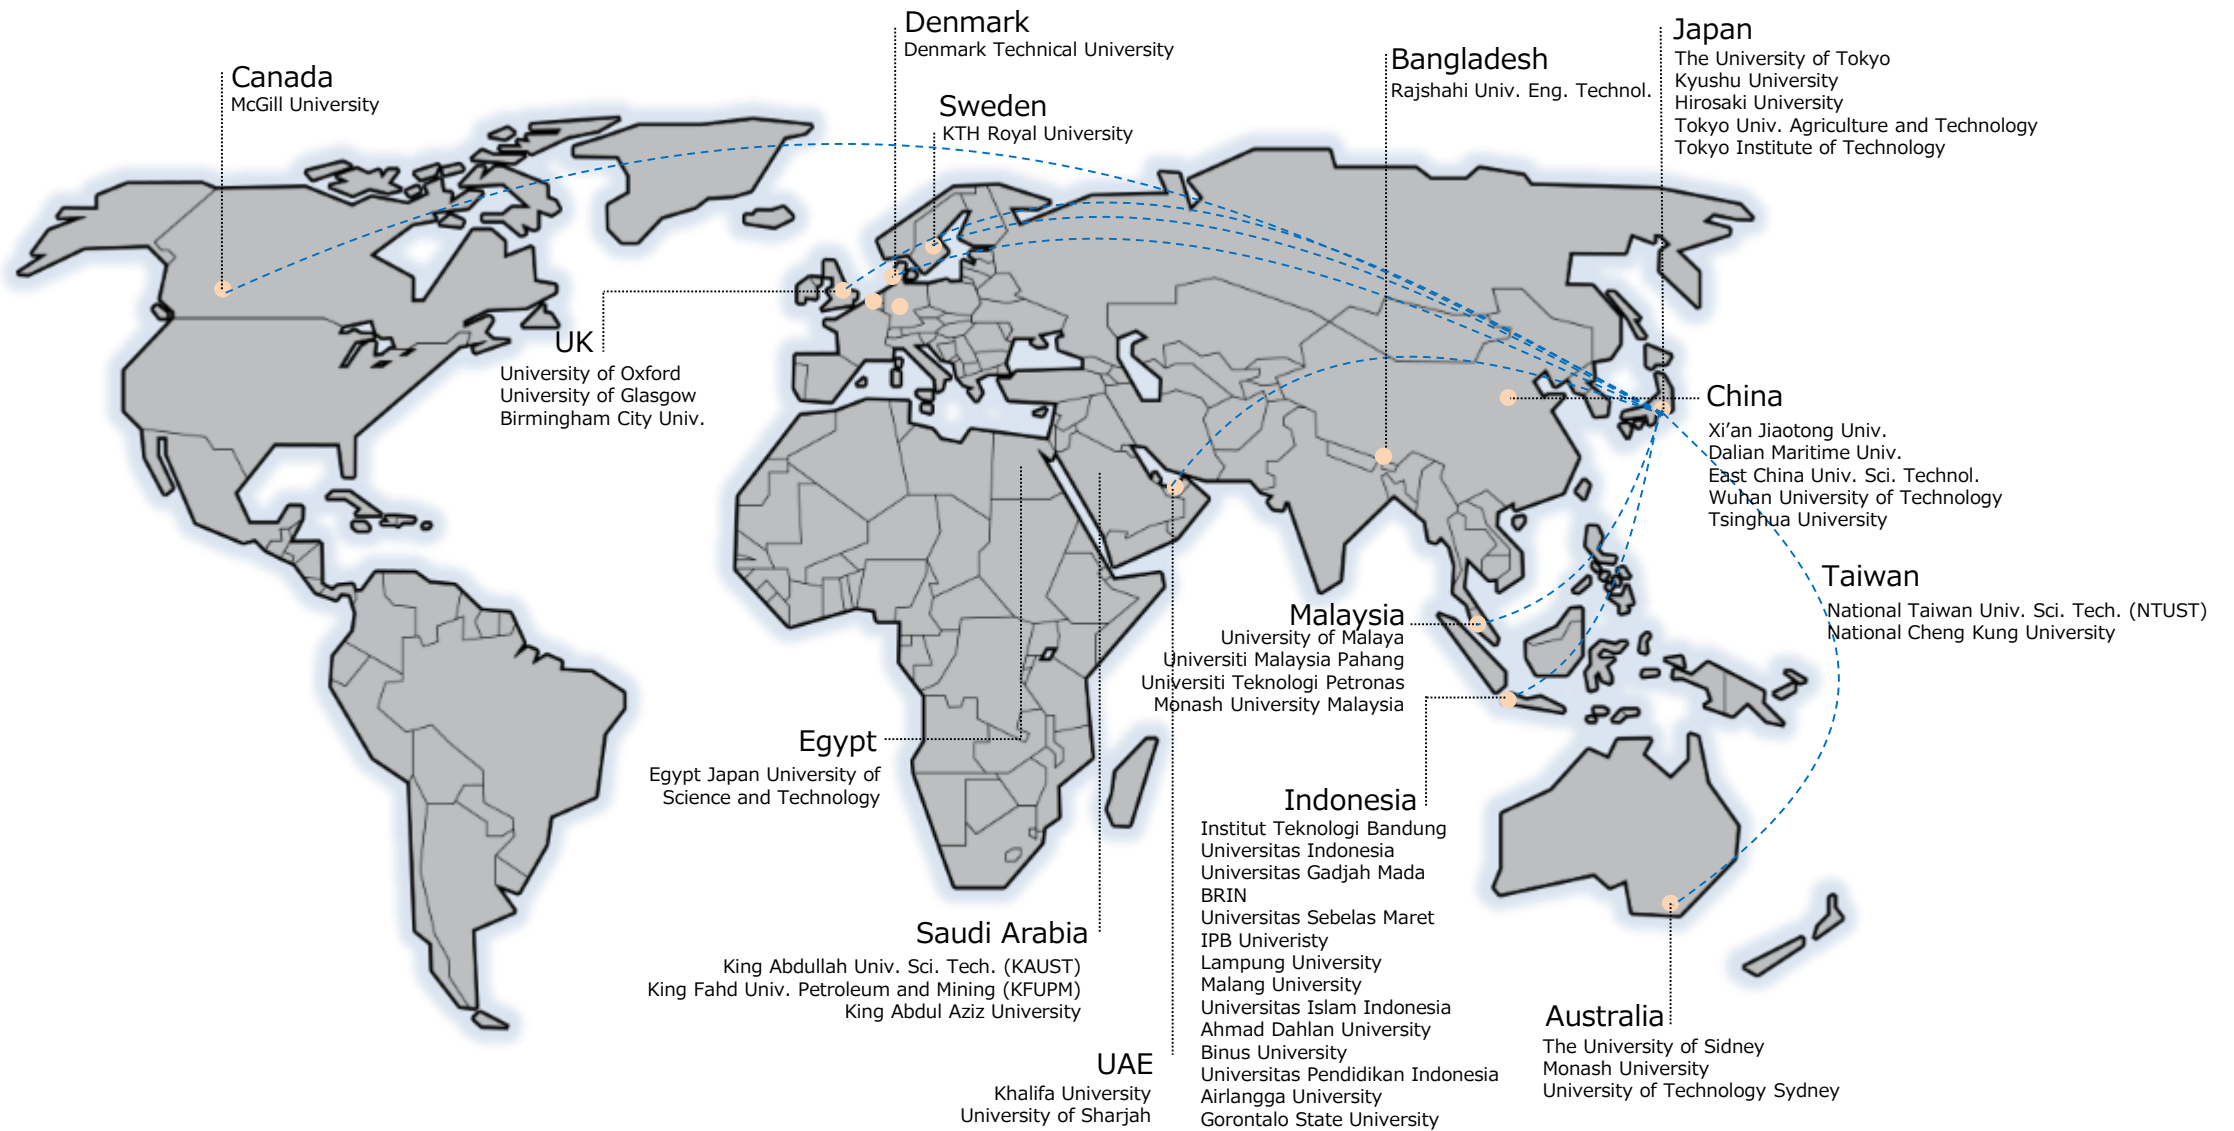 Canada
McGill University
Denmark
Denmark Technical University
Sweden
KTH Royal University
Bangladesh
Rajshahi Univ. Eng. Technol.
Japan
The University of Tokyo
Kyushu University
Hirosaki University
Tokyo Univ. Agriculture and Technology
Tokyo Institute of Technology
UK
University of Oxford
University of Glasgow
Birmingham City Univ.
China
Xi'an Jiaotong Univ.
Dalian Maritime Univ.
East China Univ. Sci. Technol.
Wuhan University of Technology
Tsinghua University
Taiwan
National Taiwan Univ. Sci. Tech. (NTUST)
National Cheng Kung University
Malaysia
University of Malaya
Universiti Malaysia Pahang
Universiti Teknologi Petronas
Monash University Malaysia
Egypt
Egypt Japan University of
Science and Technology
Indonesia
Institut Teknologi Bandung
Universitas Indonesia
Universitas Gadjah Mada
BRIN
Universitas Sebelas Maret
IPB Univeristy
Lampung University
Malang University
Universitas Islam Indonesia
Ahmad Dahlan University
Binus University
Universitas Pendidikan Indonesia
Airlangga University
Gorontalo State University
Saudi Arabia
King Abdullah Univ. Sci. Tech. (KAUST)
King Fahd Univ. Petroleum and Mining (KFUPM)
King Abdul Aziz University
UAE
Khalifa University
University of Sharjah
Australia
The University of Sidney
Monash University
University of Technology Sydney